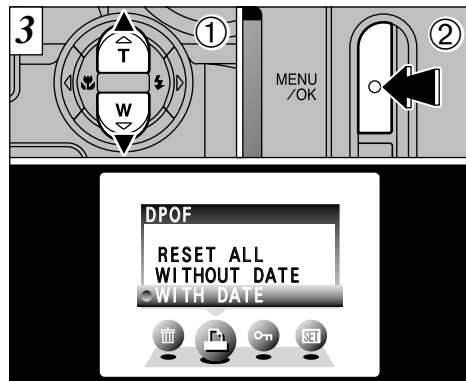 3
①
②
T
W
MENU
/OK
DPOF
RESET ALL
WITHOUT DATE
WITH DATE
SET